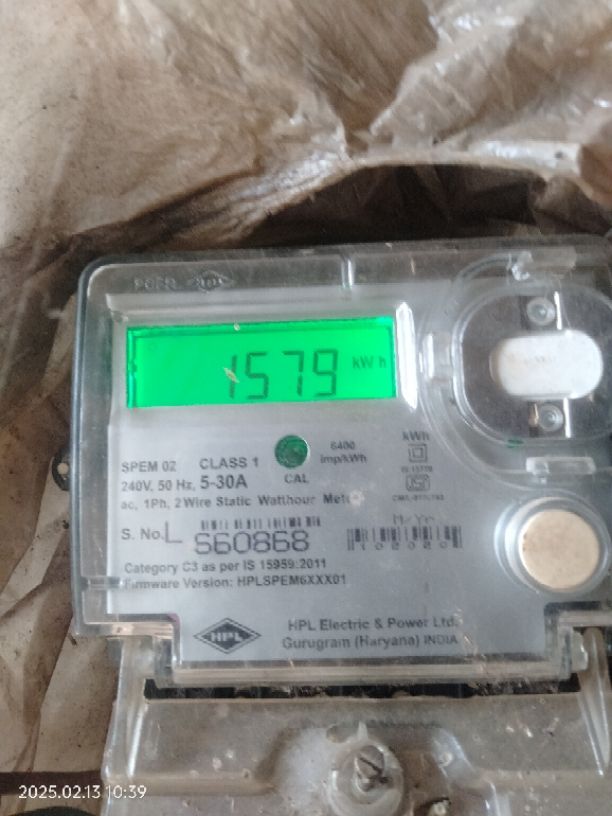 1579 kWh
SPEM 02 CLASS 1
240V, 50 Hz, 5-30A
CAL
6400
imp/kWh
kWh
ac, 1Ph, 2 Wire Static Watthour Meter
M/Yr
S. No. L 560868
Category C3 as per IS 15959:2011
Firmware Version: HPLSPEM6XXX01
HPL
HPL Electric & Power Ltd.
Gurugram (Haryana) INDIA
2025.02.13 10:39